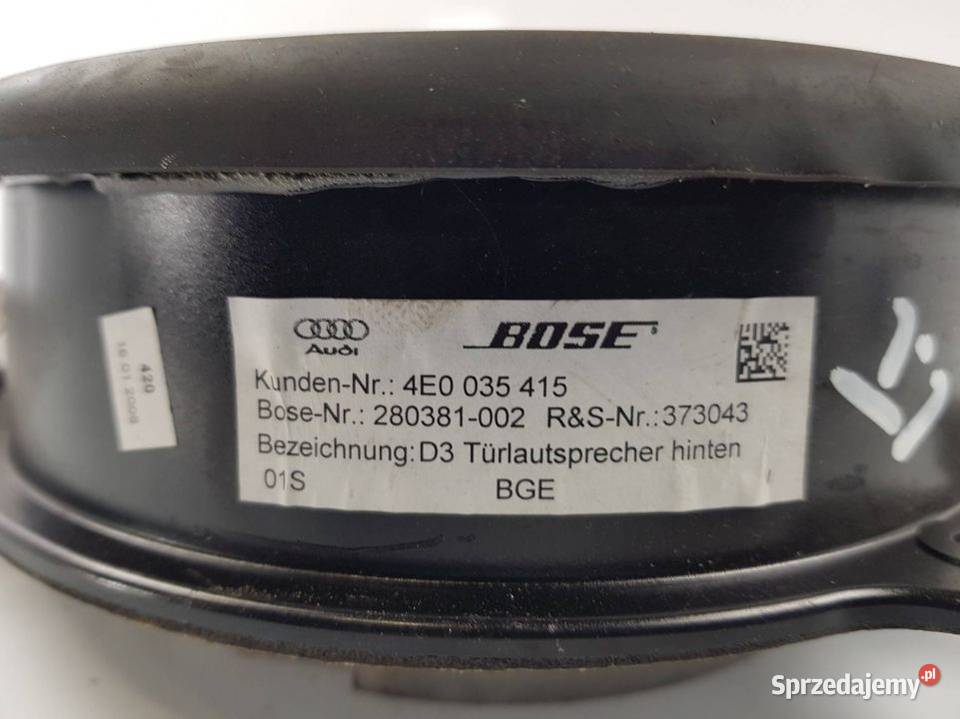 Audi
BOSE
Kunden-Nr.: 4E0 035 415
Bose-Nr.: 280381-002 R&S-Nr.:373043
Bezeichnung: D3 Türlautsprecher hinten
01S BGE
420
Sprzedajemy.pl